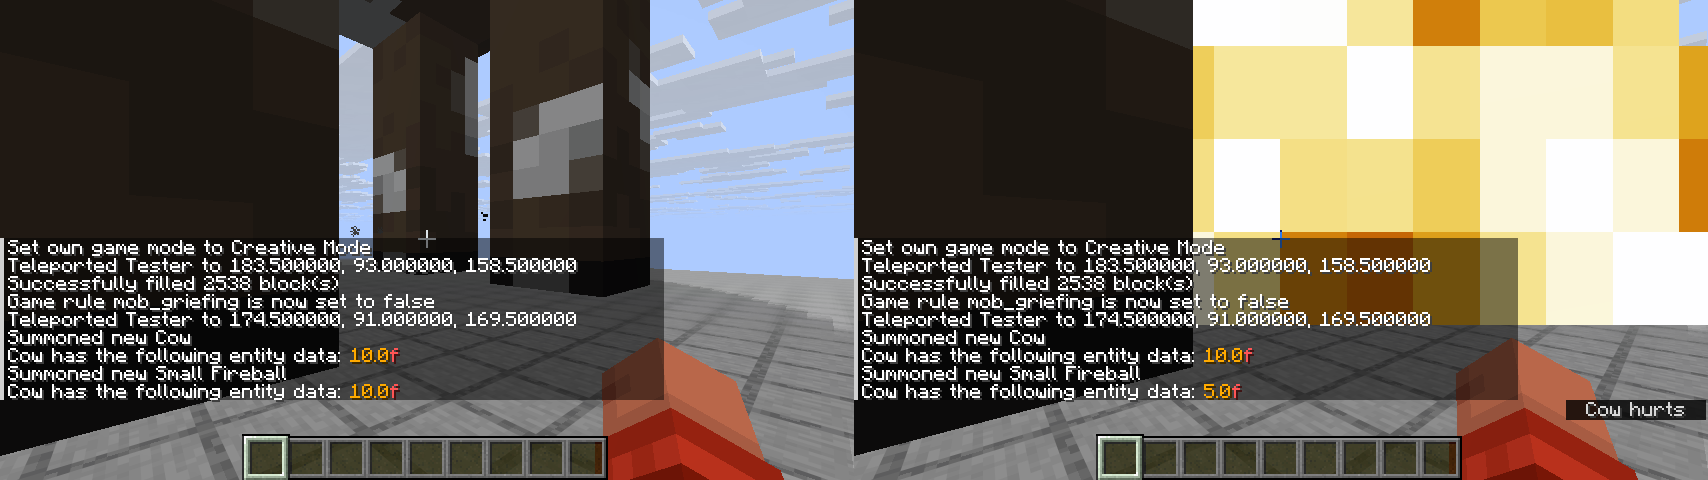 Set own game mode to Creative Mode
Teleported Tester to 183.500000, 93.000000, 158.500000
Successfully filled 2538 block(s)
Game rule mob_griefing is now set to false
Teleported Tester to 174.500000, 91.000000, 169.500000
Summoned new Cow
Cow has the following entity data: 10.0f
Summoned new Small Fireball
Cow has the following entity data: 10.0f
Set own game mode to Creative Mode
Teleported Tester to 183.500000, 93.000000, 158.500000
Successfully filled 2538 block(s)
Game rule mob_griefing is now set to false
Teleported Tester to 174.500000, 91.000000, 169.500000
Summoned new Cow
Cow has the following entity data: 10.0f
Summoned new Small Fireball
Cow has the following entity data: 5.0f
Cow hurts